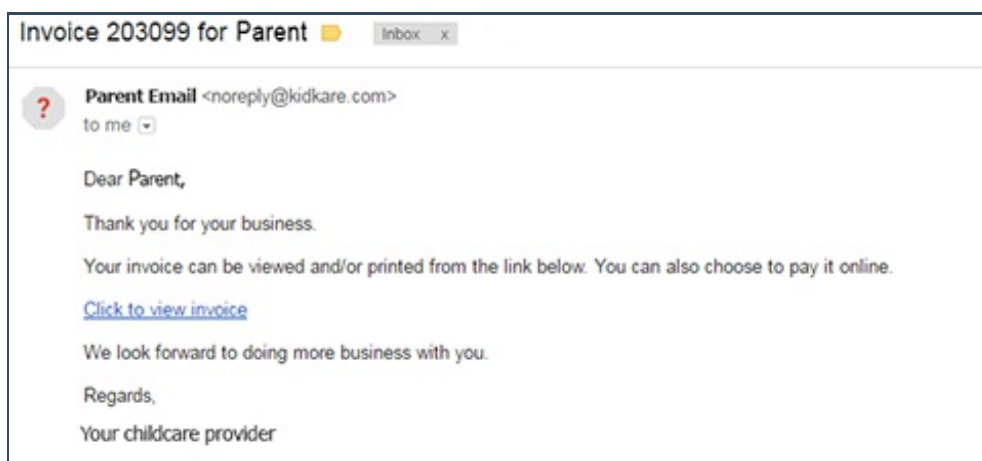 Invoice 203099 for Parent Inbox x
? Parent Email <noreply@kidkare.com>
to me
Dear Parent,
Thank you for your business.
Your invoice can be viewed and/or printed from the link below. You can also choose to pay it online.
Click to view invoice
We look forward to doing more business with you.
Regards,
Your childcare provider